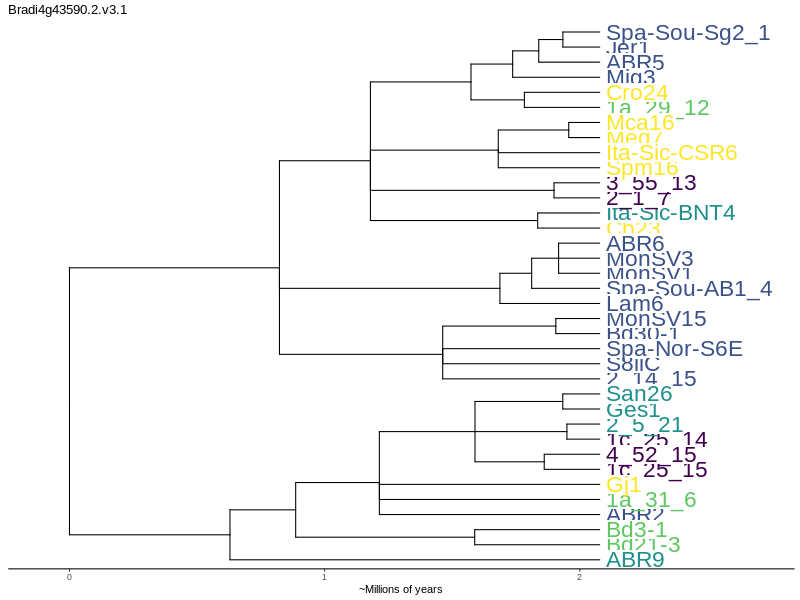 Bradi4g43590.2.v3.1
Spa-Sou-Sg2_1
Jer1
ABR5
Mig3
Cro24
1a_29_12
Mca16
Meg7
Ita-Sic-CSR6
Spm16
3_55_13
2_1_7
Ita-Sic-BNT4
Cb23
ABR6
MonSV3
MonSV1
Spa-Sou-AB1_4
Lam6
MonSV15
Bd30-1
Spa-Nor-S6E
S8iiC
2_14_15
San26
Ges1
2_5_21
1c_25_14
4_52_15
1c_25_15
Gj1
1a_31_6
ABR2
Bd3-1
Bd21-3
ABR9
0 1 2
~Millions of years